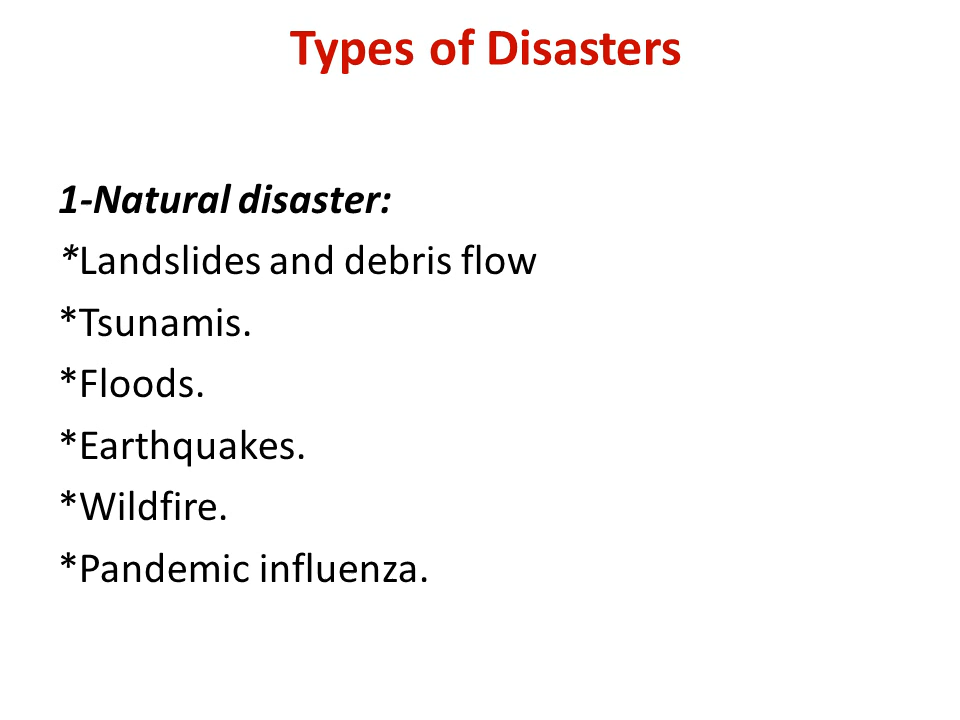 Types of Disasters
1-Natural disaster:
*Landslides and debris flow
*Tsunamis.
*Floods.
*Earthquakes.
*Wildfire.
*Pandemic influenza.